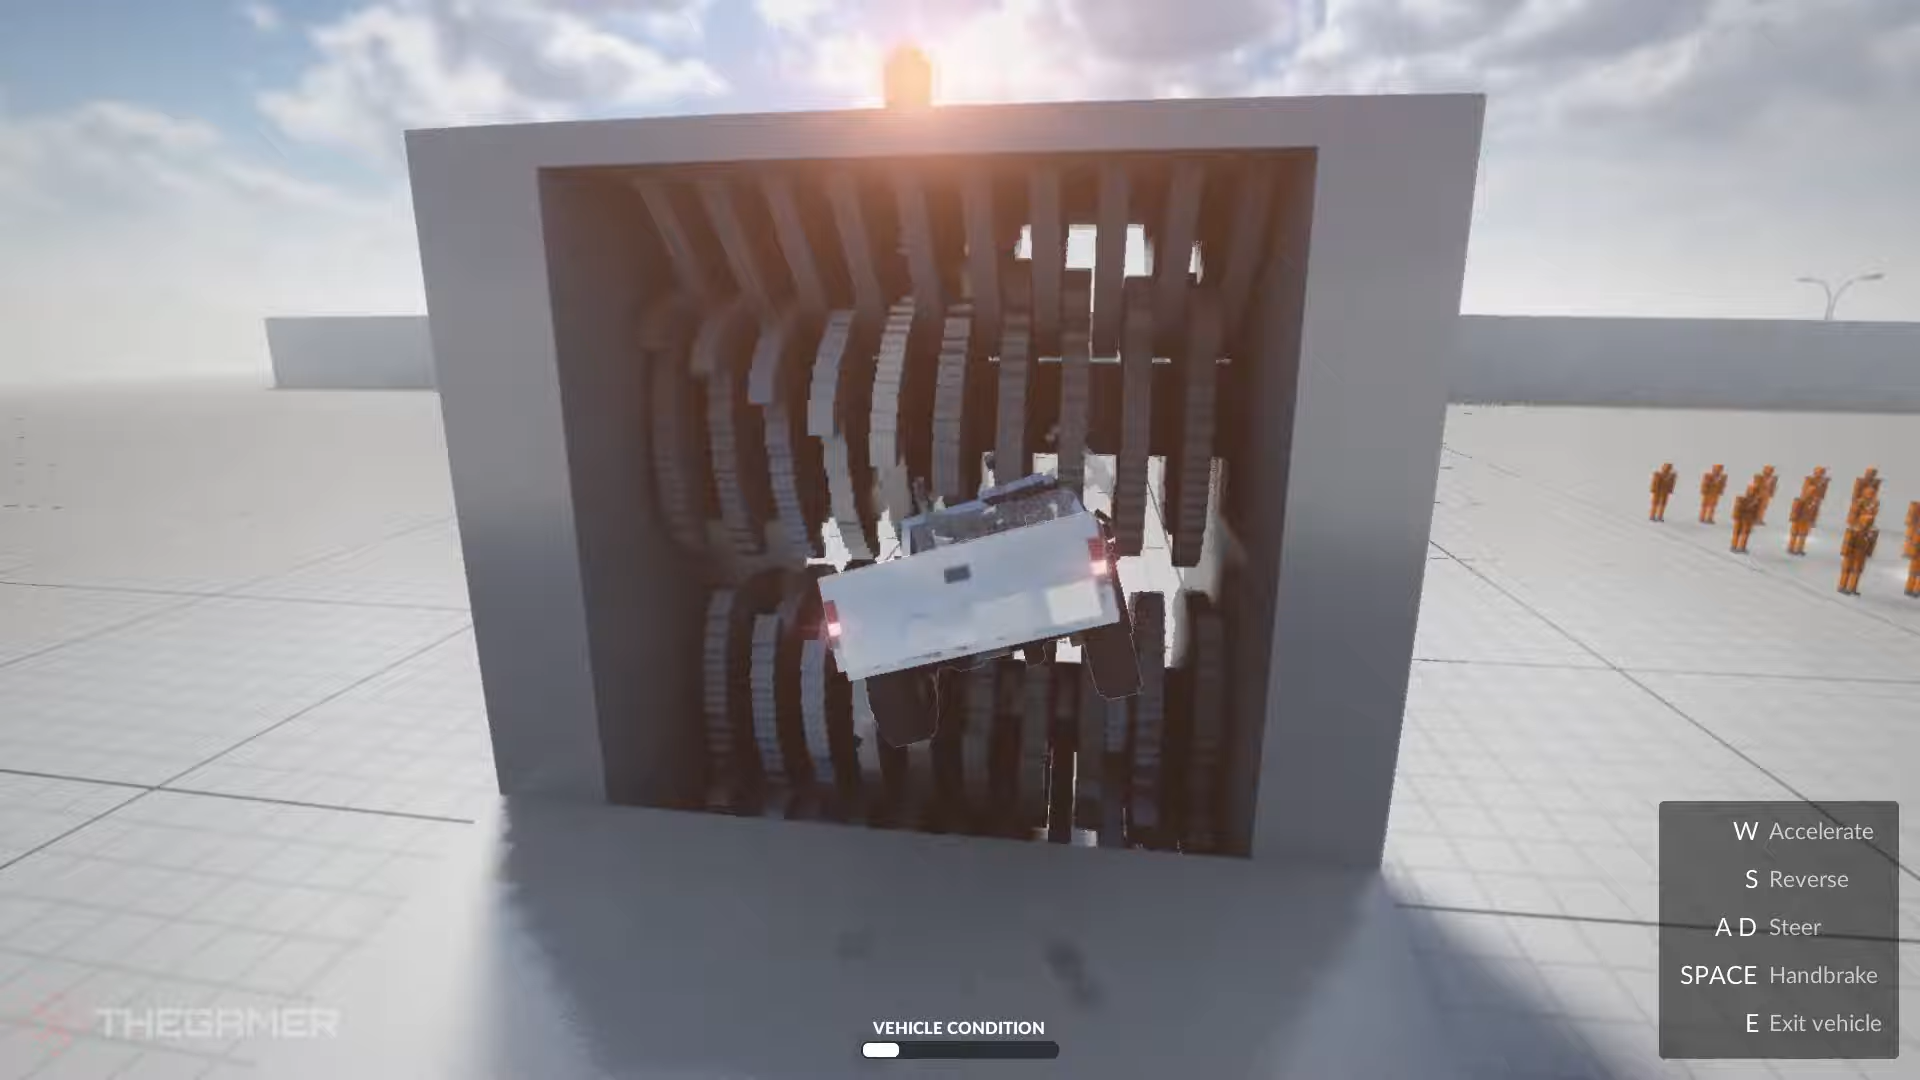 W Accelerate
S Reverse
A D Steer
SPACE Handbrake
E Exit vehicle
THEGAMER
VEHICLE CONDITION